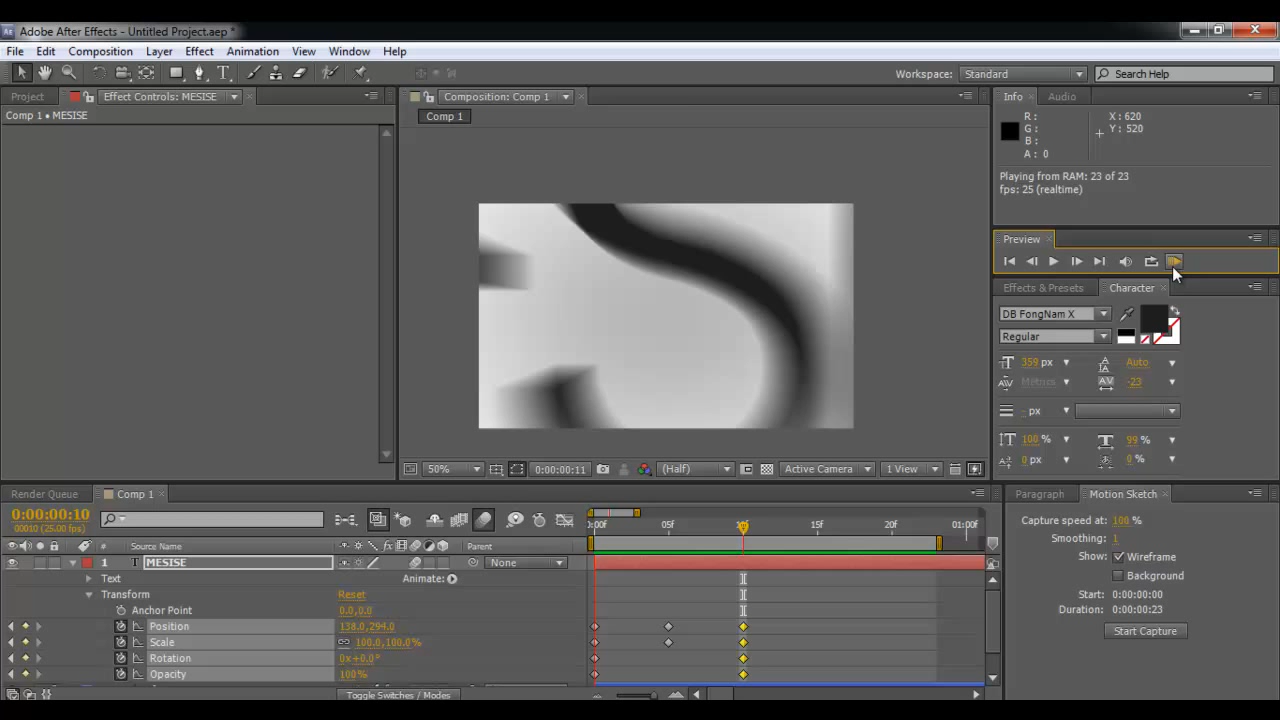 Adobe After Effects - Untitled Project.aep *
File Edit Composition Layer Effect Animation View Window Help
Workspace: Standard Search Help
Project Effect Controls: MESISE Composition: Comp 1 Info Audio
Comp 1 • MESISE Comp 1
R: X: 620
G: Y: 520
B:
A: 0
Playing from RAM: 23 of 23
fps: 25 (realtime)
Preview
Effects & Presets Character
DB FongNam X
Regular
359 px Auto
Metrics -23
- px
100 % 99 %
0 px 0 %
50% 0:00:00:11 (Half) Active Camera 1 View
Render Queue Comp 1 Paragraph Motion Sketch
0:00:00:10
00010 (25.00 fps)
05f 15f 20f 01:00f
# Source Name Parent
1 T MESISE None
Text Animate:
Transform Reset
Anchor Point 0.0,0.0
Position 138.0,294.0
Scale 100.0,100.0%
Rotation 0x+0.0°
Opacity 100%
Toggle Switches / Modes
Capture speed at: 100 %
Smoothing: 1
Show: Wireframe
Background
Start: 0:00:00:00
Duration: 0:00:00:23
Start Capture